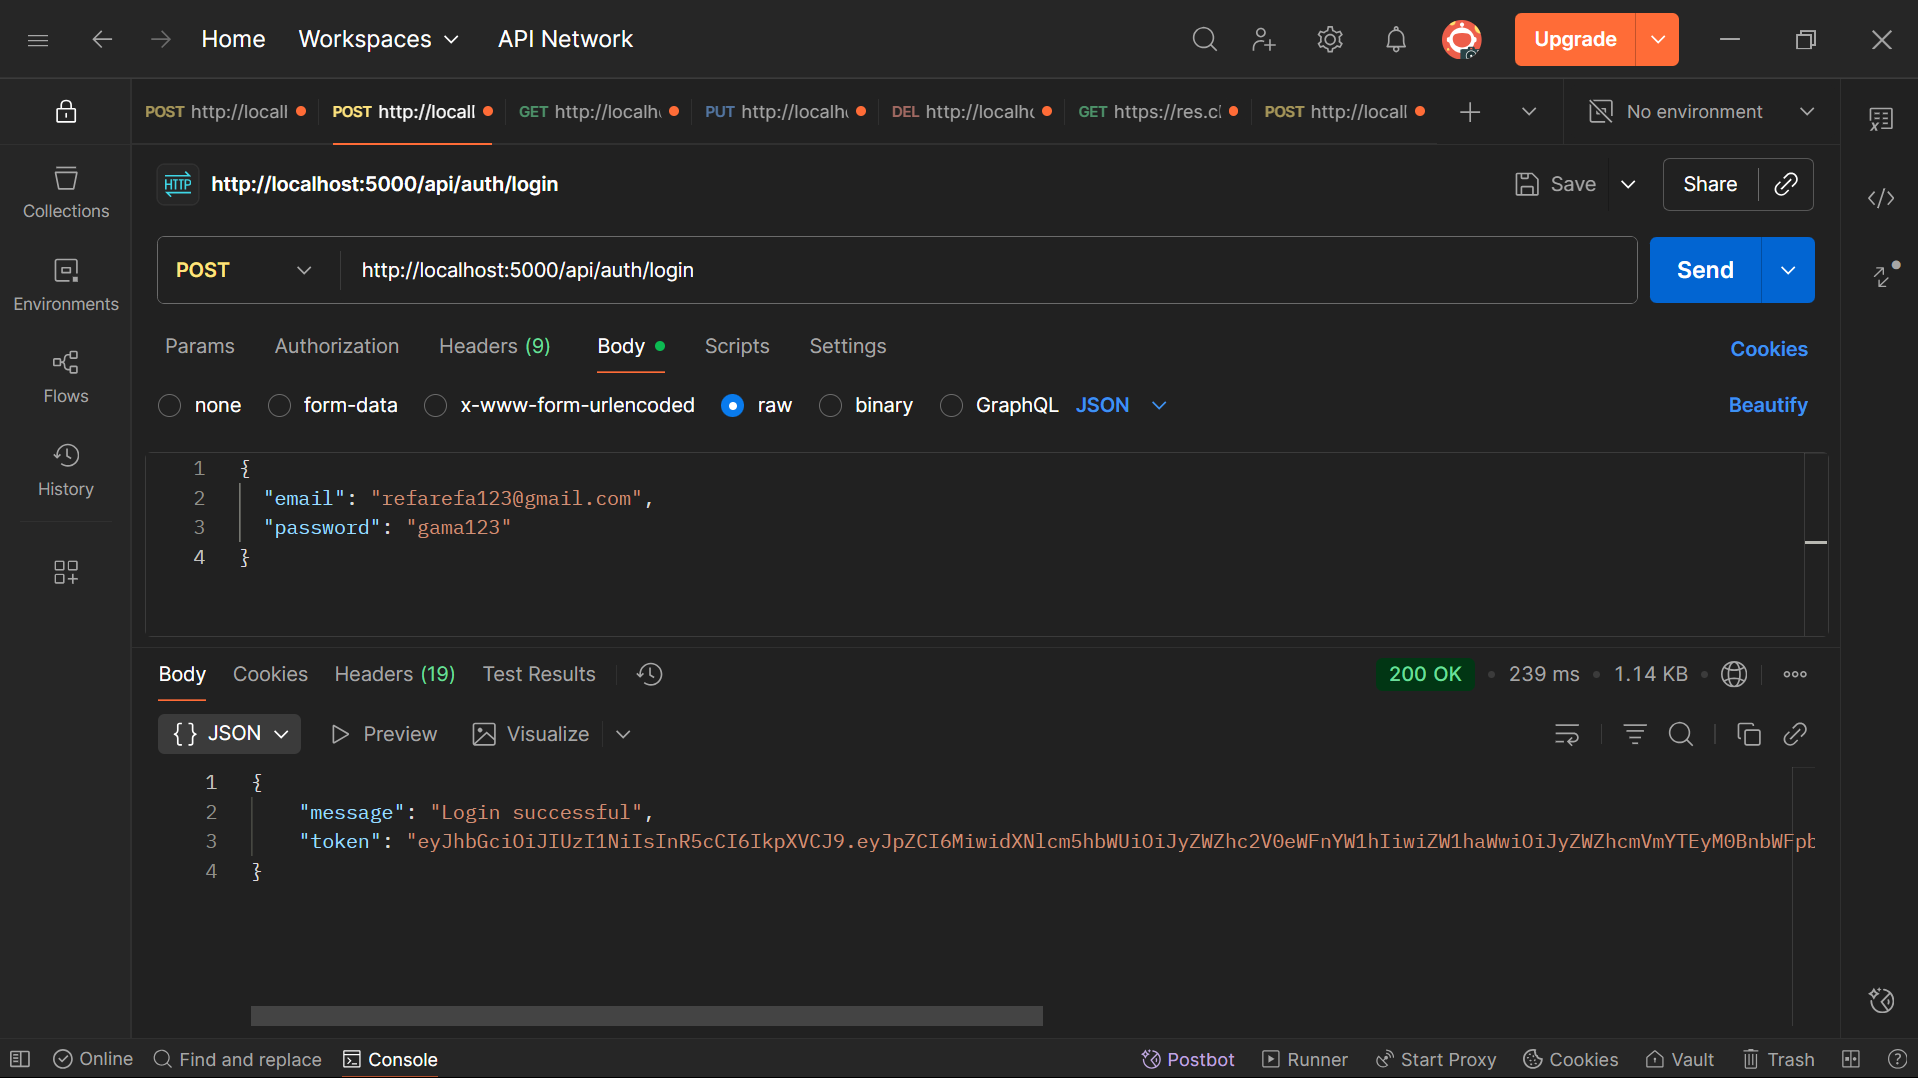 Home Workspaces API Network Upgrade
POST http://locall POST http://locall GET http://localh PUT http://localh DEL http://localh GET https://res.cl POST http://locall No environment
HTTP http://localhost:5000/api/auth/login Save Share
Collections
POST http://localhost:5000/api/auth/login Send
Environments
Params Authorization Headers (9) Body Scripts Settings Cookies
Flows
none form-data x-www-form-urlencoded raw binary GraphQL JSON Beautify
History
1 {
2 "email": "refarefa123@gmail.com",
3 "password": "gama123"
4 }
Body Cookies Headers (19) Test Results 200 OK • 239 ms • 1.14 KB •
{} JSON Preview Visualize
1 {
2 "message": "Login successful",
3 "token": "eyJhbGciOiJIUzI1NiIsInR5cCI6IkpXVCJ9.eyJpZCI6MiwidXNlcm5hbWUiOiJyZWZhc2V0eWFnYW1hIiwiZW1haWwiOiJyZWZhcmVmYTEyM0BnbWFpb
4 }
Online Find and replace Console Postbot Runner Start Proxy Cookies Vault Trash